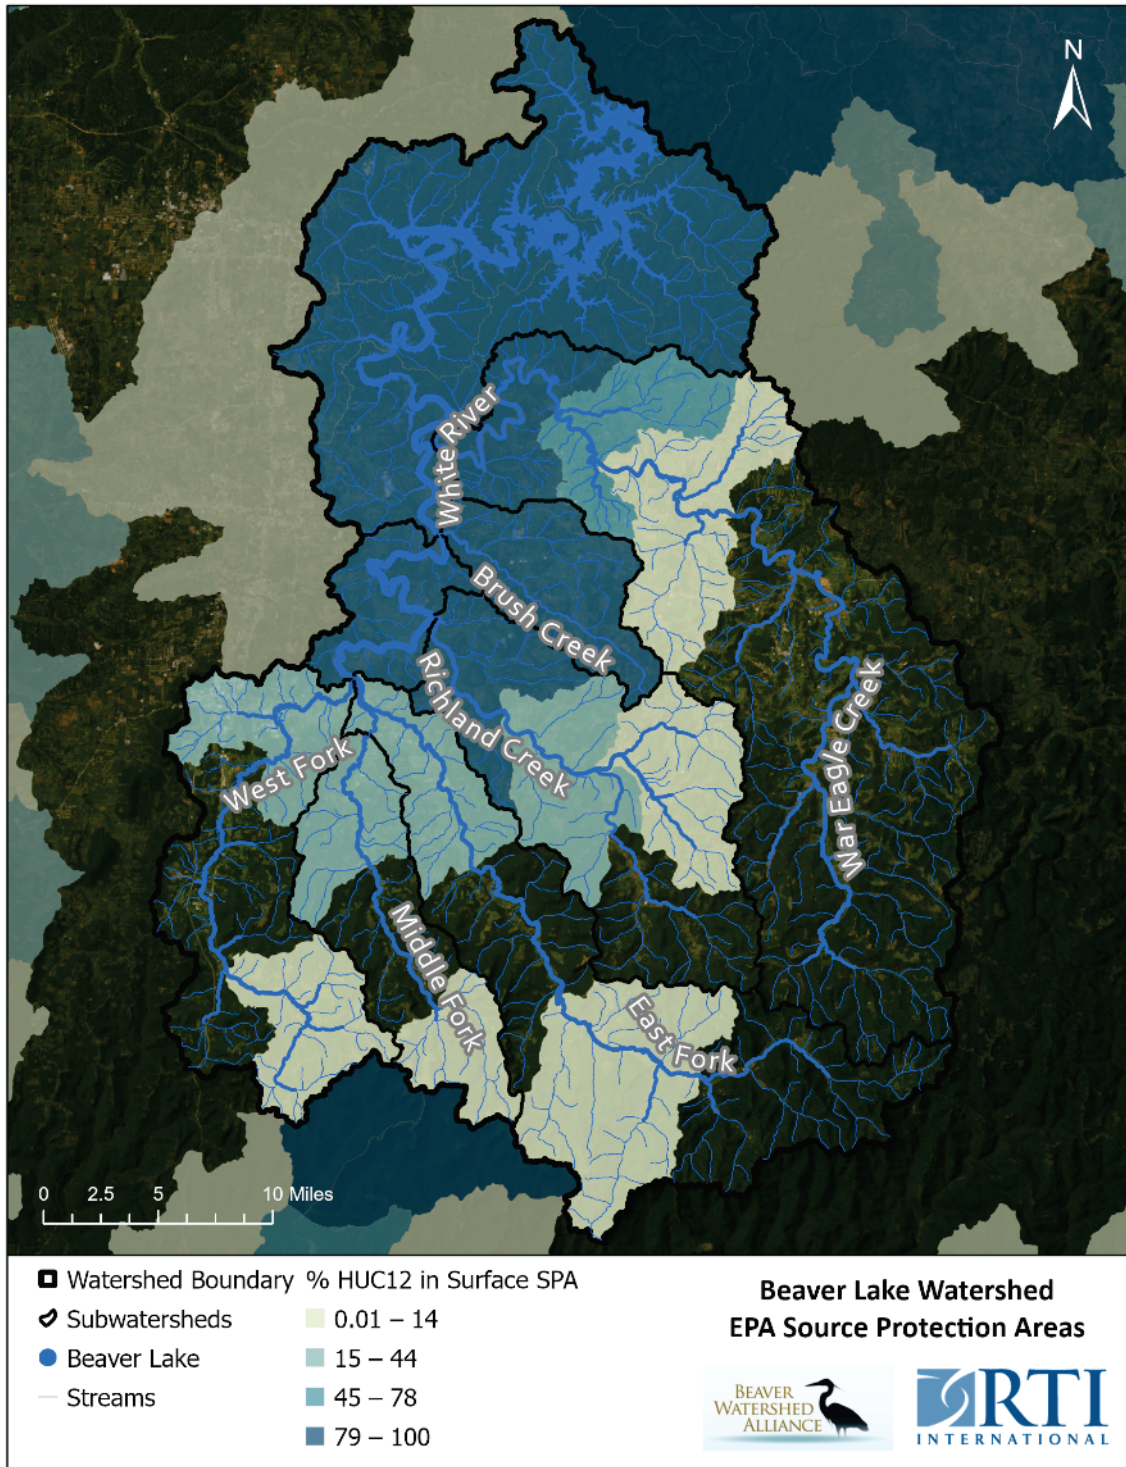 N
White River
Brush Creek
Richland Creek
West Fork
War Eagle Creek
Middle Fork
East Fork
0 2.5 5 10 Miles
Watershed Boundary
Subwatersheds
Beaver Lake
Streams
% HUC12 in Surface SPA
0.01 – 14
15 – 44
45 – 78
79 – 100
Beaver Lake Watershed
EPA Source Protection Areas
BEAVER
WATERSHED
ALLIANCE
RTI
INTERNATIONAL